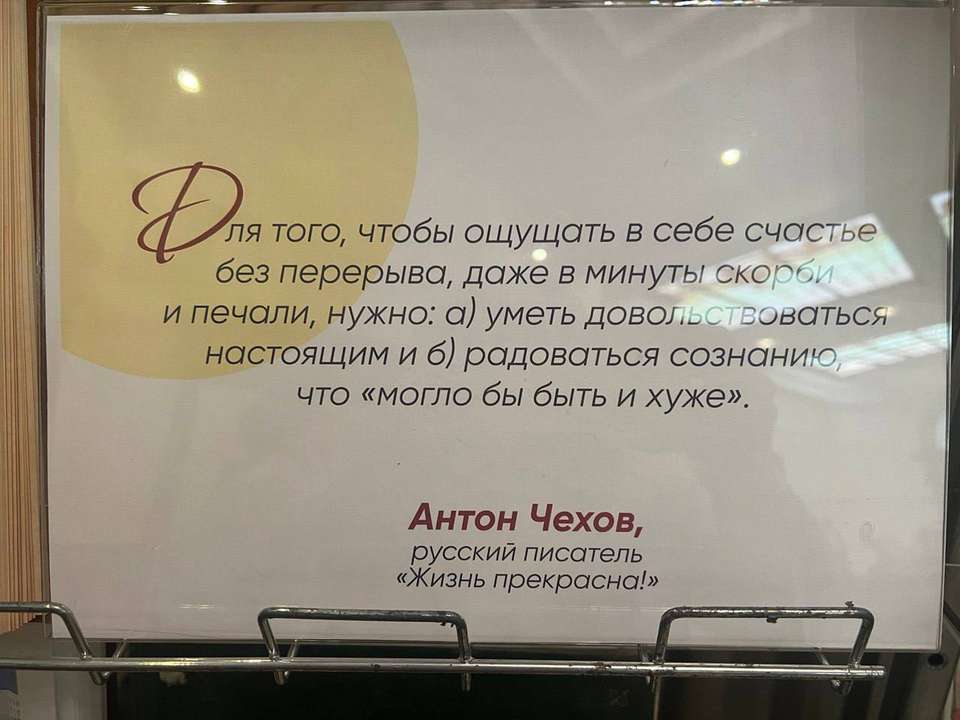 Для того, чтобы ощущать в себе счастье
без перерыва, даже в минуты скорби
и печали, нужно: а) уметь довольствоваться
настоящим и б) радоваться сознанию,
что «могло бы быть и хуже».
Антон Чехов,
русский писатель
«Жизнь прекрасна!»